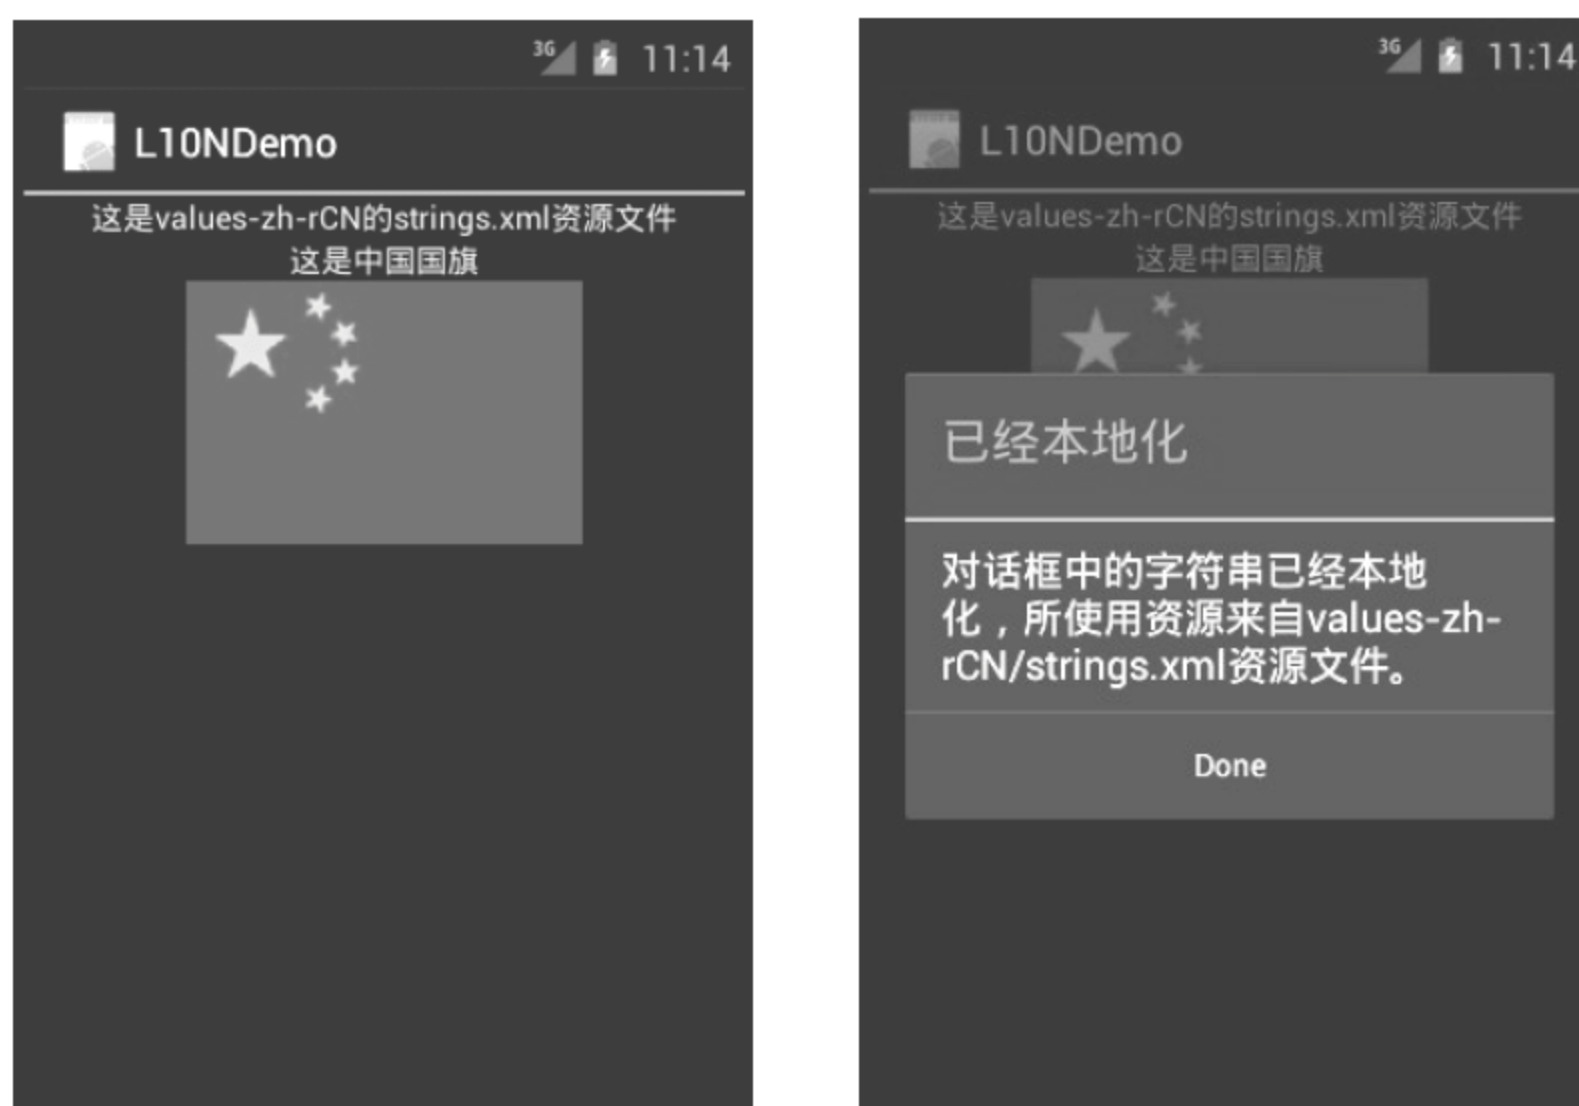 3G 11:14
L10NDemo
这是values-zh-rCN的strings.xml资源文件
这是中国国旗
3G 11:14
L10NDemo
这是values-zh-rCN的strings.xml资源文件
这是中国国旗
已经本地化
对话框中的字符串已经本地
化，所使用资源来自values-zh-
rCN/strings.xml资源文件。
Done